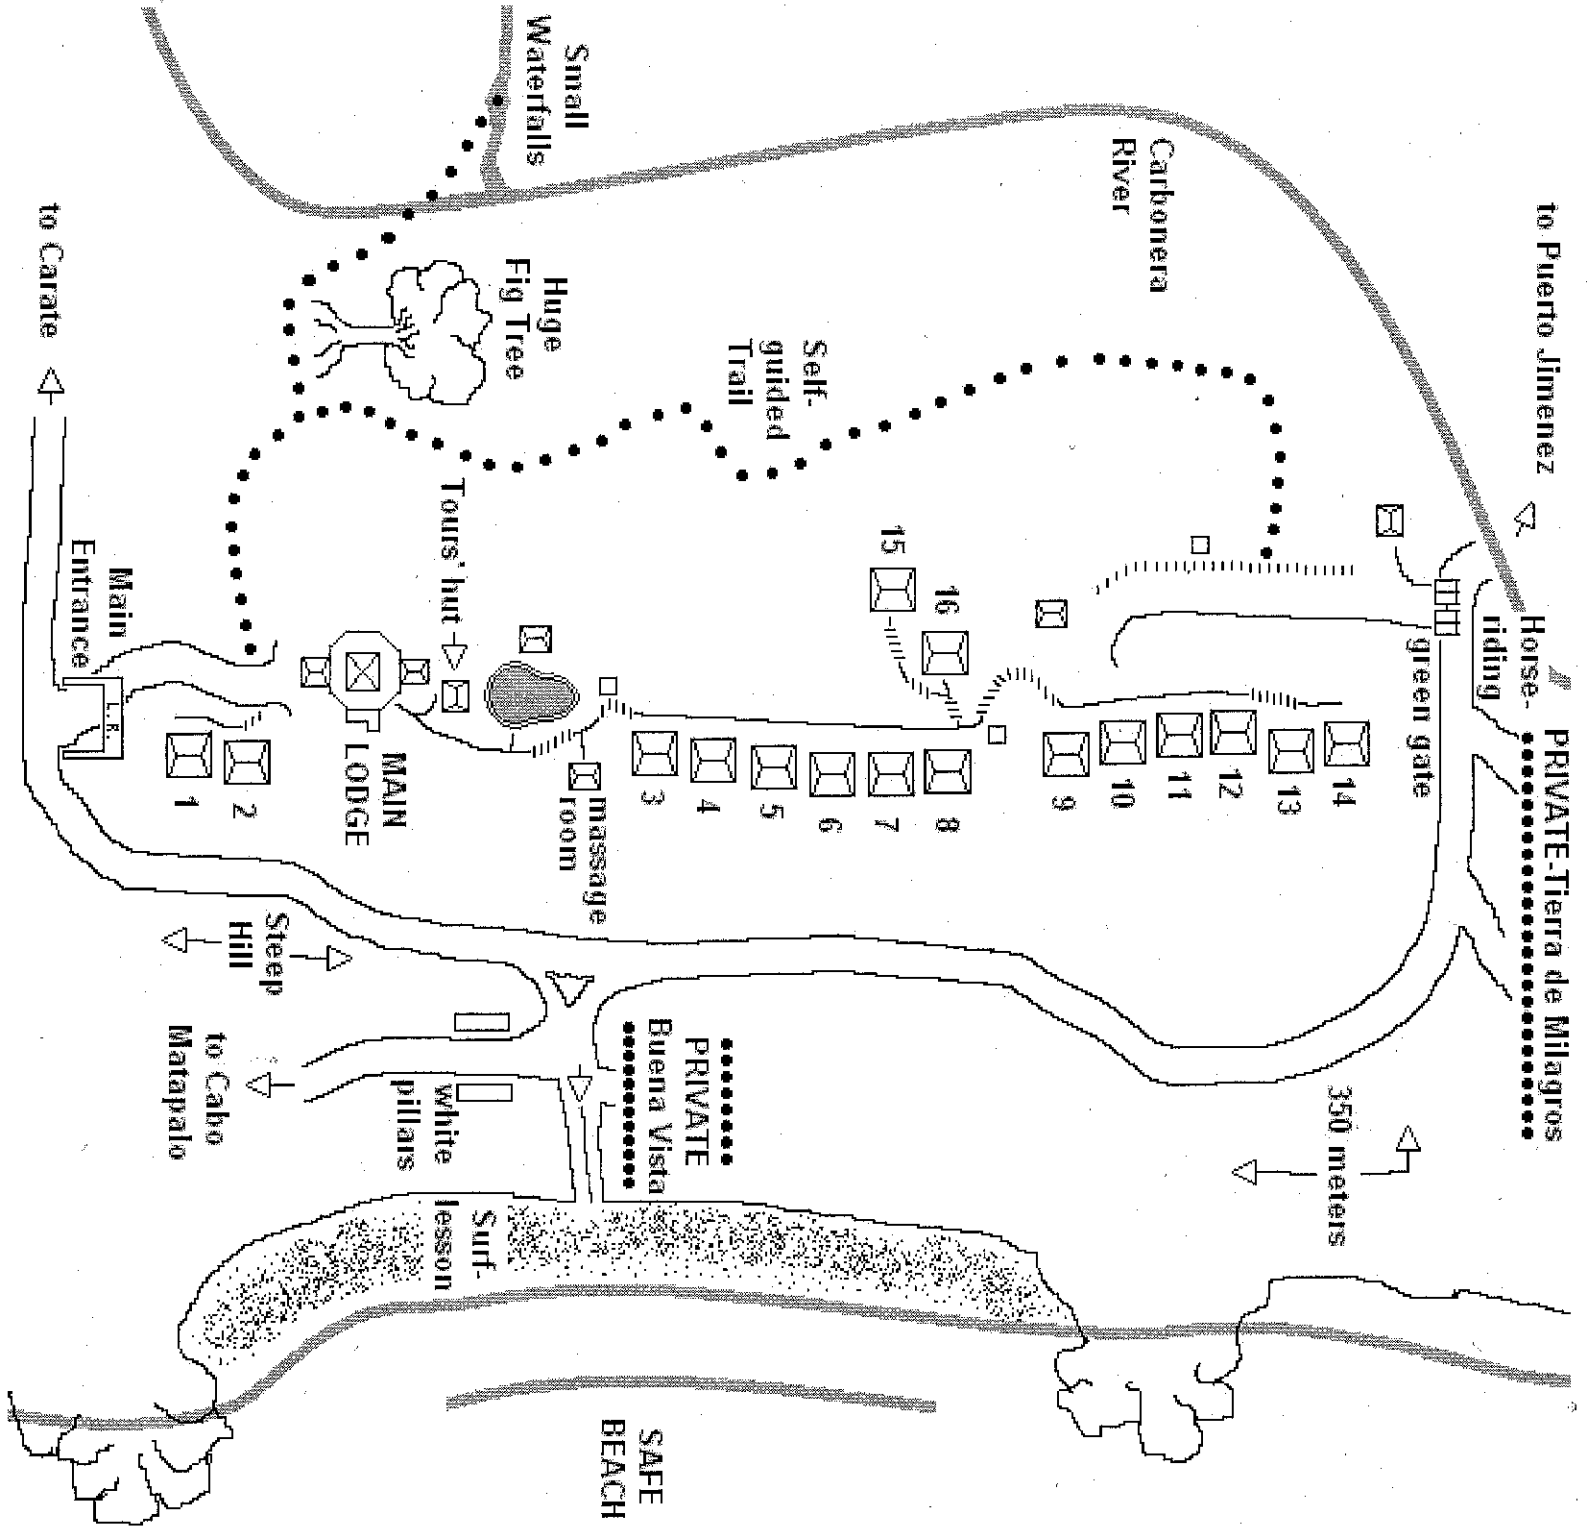 to Puerto Jimenez
Horse-
riding
PRIVATE-Tierra de Milagros
green gate
350 meters
Carbonera
River
14
13
12
11
10
9
16
15
8
7
6
5
4
3
Self-
guided
Trail
PRIVATE
Buena Vista
SAFE
BEACH
massage
room
Small
Waterfalls
Huge
Fig Tree
Tours' hut
Surf-
lesson
white
pillars
MAIN
LODGE
Steep
Hill
2
1
to Cabo
Matapalo
Main
Entrance
L.R.
to Carate